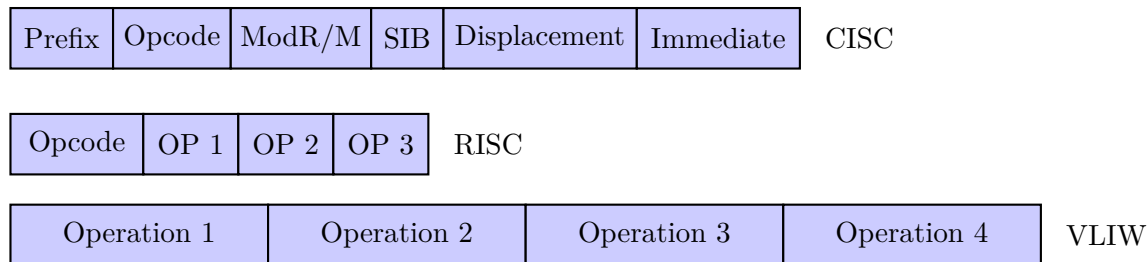 Prefix Opcode ModR/M SIB Displacement Immediate CISC
Opcode OP 1 OP 2 OP 3 RISC
Operation 1 Operation 2 Operation 3 Operation 4 VLIW